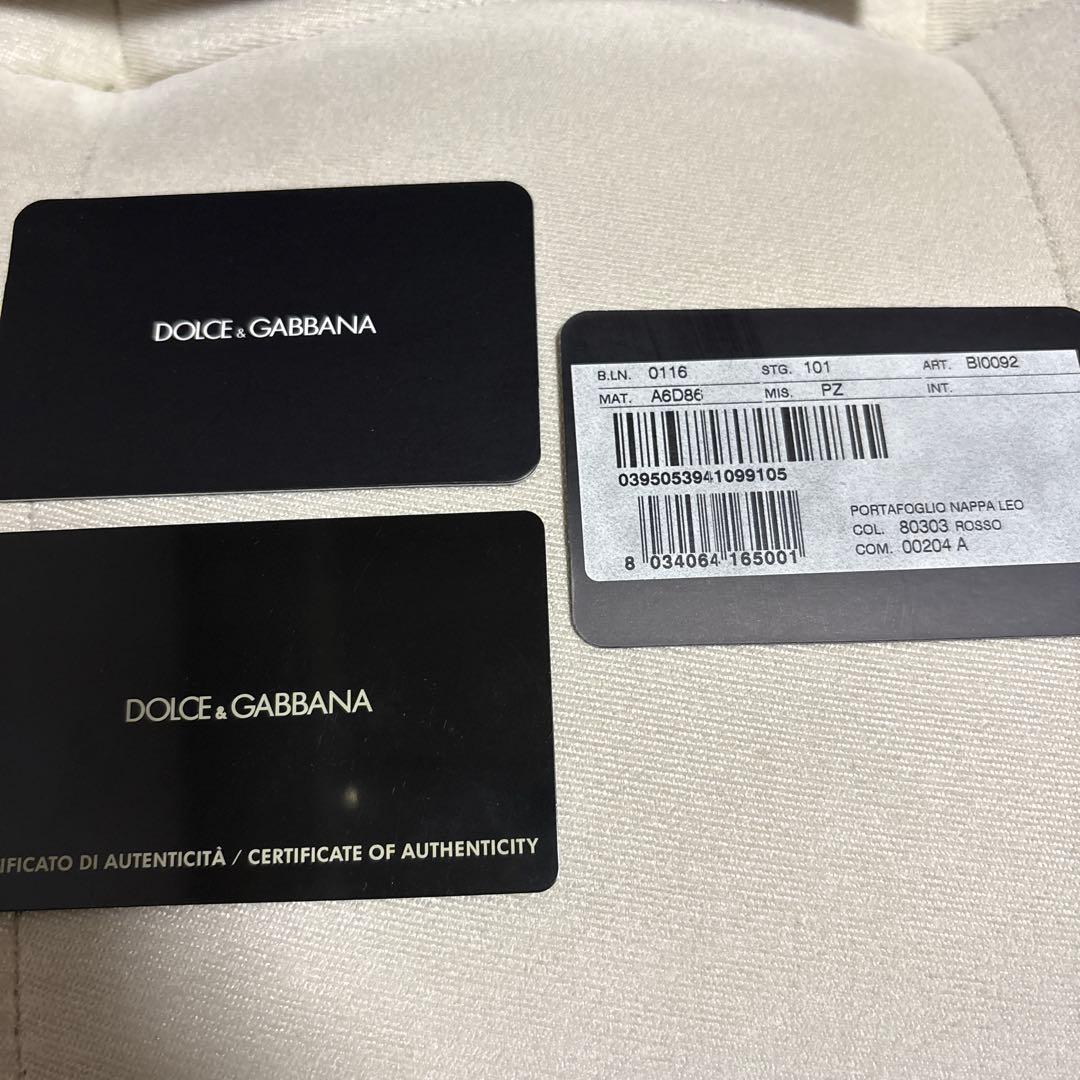 DOLCE & GABBANA
DOLCE & GABBANA
IFICATO DI AUTENTICITÀ / CERTIFICATE OF AUTHENTICITY
B.LN. 0116 STG. 101 ART. BI0092
MAT. A6D86 MIS. PZ INT.
0395053941099105
8 034064 165001
PORTAFOGLIO NAPPA LEO
COL. 80303 ROSSO
COM. 00204 A